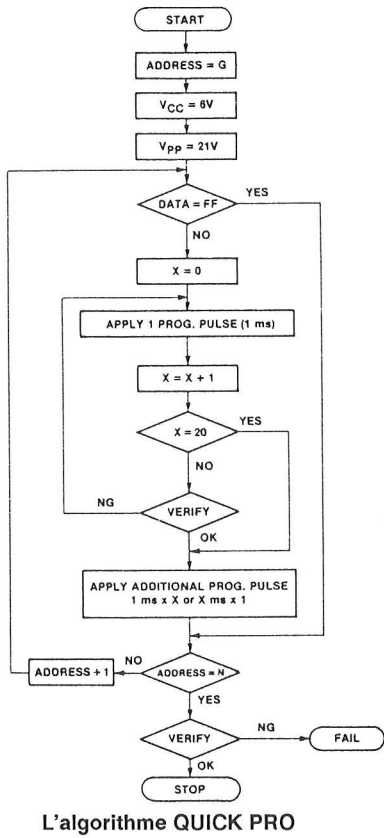 START
ADDRESS = G
VCC = 6V
VPP = 21V
DATA = FF
YES
NO
X = 0
APPLY 1 PROG. PULSE (1 ms)
X = X + 1
X = 20
YES
NO
NG
VERIFY
OK
APPLY ADDITIONAL PROG. PULSE
1 ms x X or X ms x 1
ADDRESS + 1
NO
ADDRESS = N
YES
VERIFY
NG
FAIL
OK
STOP
L'algorithme QUICK PRO